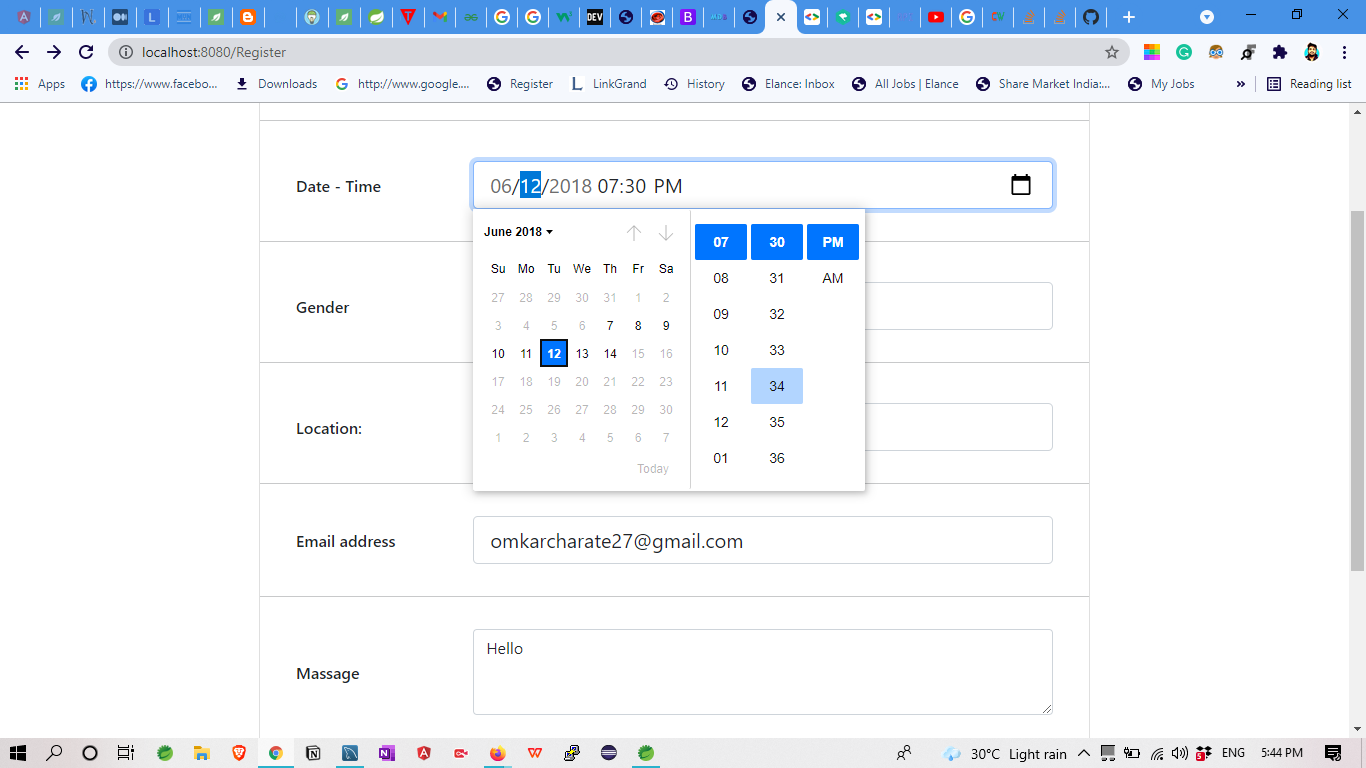 DEV
localhost:8080/Register
Apps https://www.facebo... Downloads http://www.google.... Register LinkGrand History Elance: Inbox All Jobs | Elance Share Market India:... My Jobs » Reading list
Date - Time
06/12/2018 07:30 PM
June 2018
Su Mo Tu We Th Fr Sa
27 28 29 30 31 1 2
3 4 5 6 7 8 9
10 11 12 13 14 15 16
17 18 19 20 21 22 23
24 25 26 27 28 29 30
1 2 3 4 5 6 7
Today
07 30 PM
08 31 AM
09 32
10 33
11 34
12 35
01 36
Gender
Location:
Email address
omkarcharate27@gmail.com
Massage
Hello
30°C Light rain ENG 5:44 PM